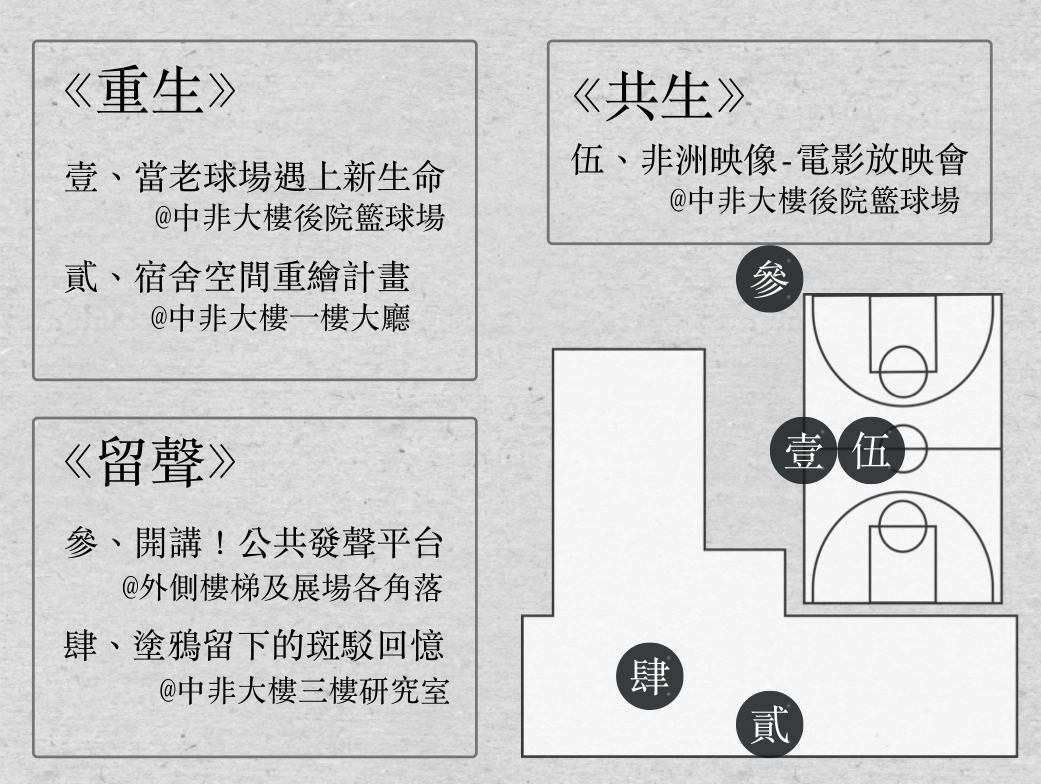 《重生》
壹、當老球場遇上新生命
@中非大樓後院籃球場
貳、宿舍空間重繪計畫
@中非大樓一樓大廳
《留聲》
參、開講！公共發聲平台
@外側樓梯及展場各角落
肆、塗鴉留下的斑駁回憶
@中非大樓三樓研究室
《共生》
伍、非洲映像-電影放映會
@中非大樓後院籃球場
參
壹
伍
肆
貳